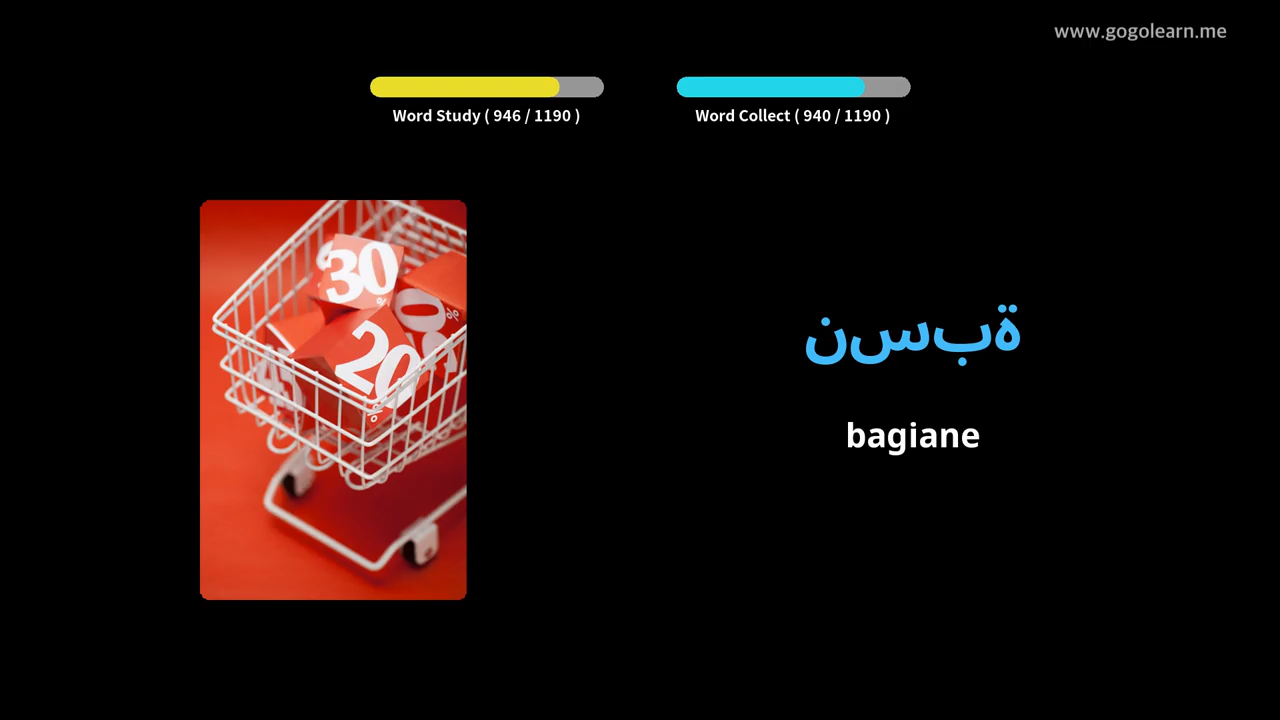 www.gogolearn.me
Word Study ( 946 / 1190 )
Word Collect ( 940 / 1190 )
30 %
20 %
نسبة
bagiane